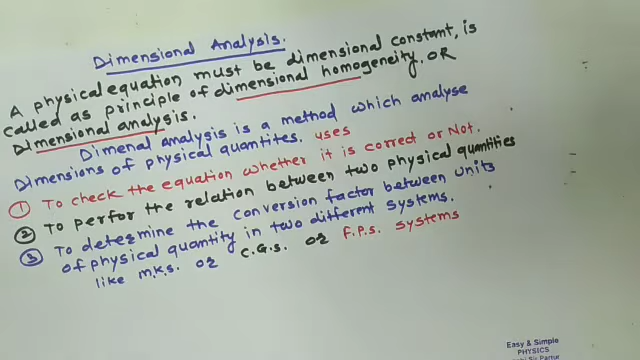 Dimensional Analysis.
A physical equation must be dimensional constant, is
called as principle of dimensional homogeneity. OR
Dimensional analysis.
Dimenal analysis is a method which analyse
Dimensions of physical quantites. uses
① To check the equation whether it is correct or Not.
② To perfor the relation between two physical quantities
③ To determine the conversion factor between units
of physical quantity in two different systems.
like M.K.S. or C.G.S. or F.P.S. systems
Easy & Simple
PHYSICS
Sir